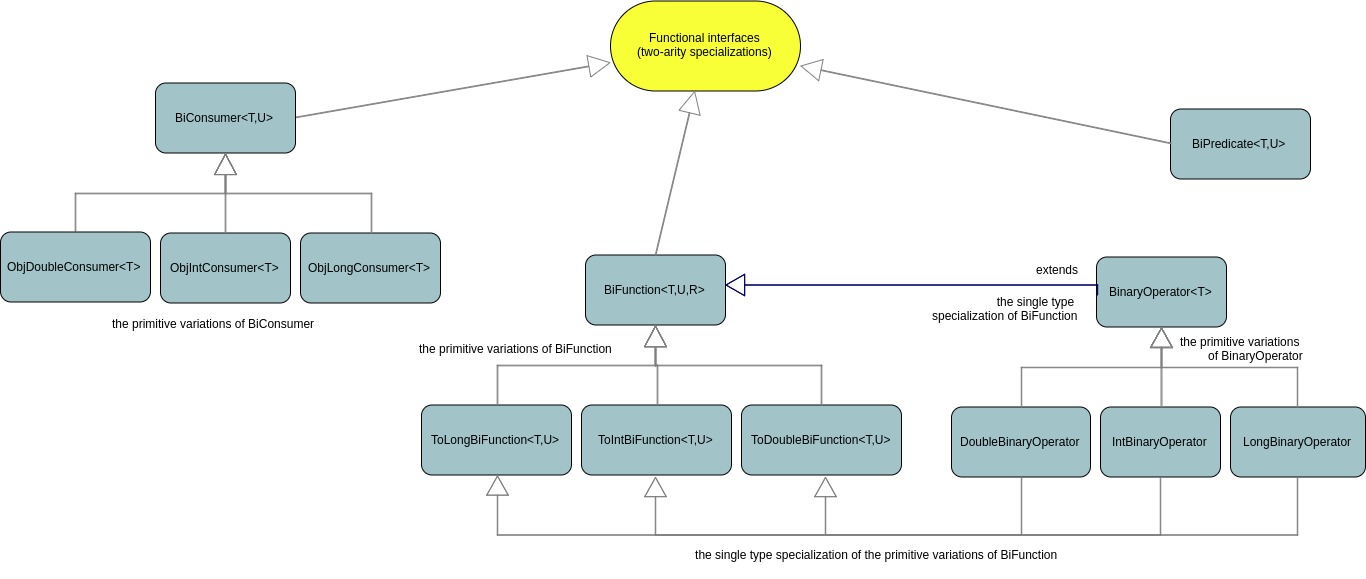 Functional interfaces
(two-arity specializations)
BiConsumer<T,U>
BiPredicate<T,U>
ObjDoubleConsumer<T>
ObjIntConsumer<T>
ObjLongConsumer<T>
the primitive variations of BiConsumer
BiFunction<T,U,R>
extends
the single type
specialization of BiFunction
BinaryOperator<T>
the primitive variations of BiFunction
the primitive variations
of BinaryOperator
ToLongBiFunction<T,U>
ToIntBiFunction<T,U>
ToDoubleBiFunction<T,U>
DoubleBinaryOperator
IntBinaryOperator
LongBinaryOperator
the single type specialization of the primitive variations of BiFunction